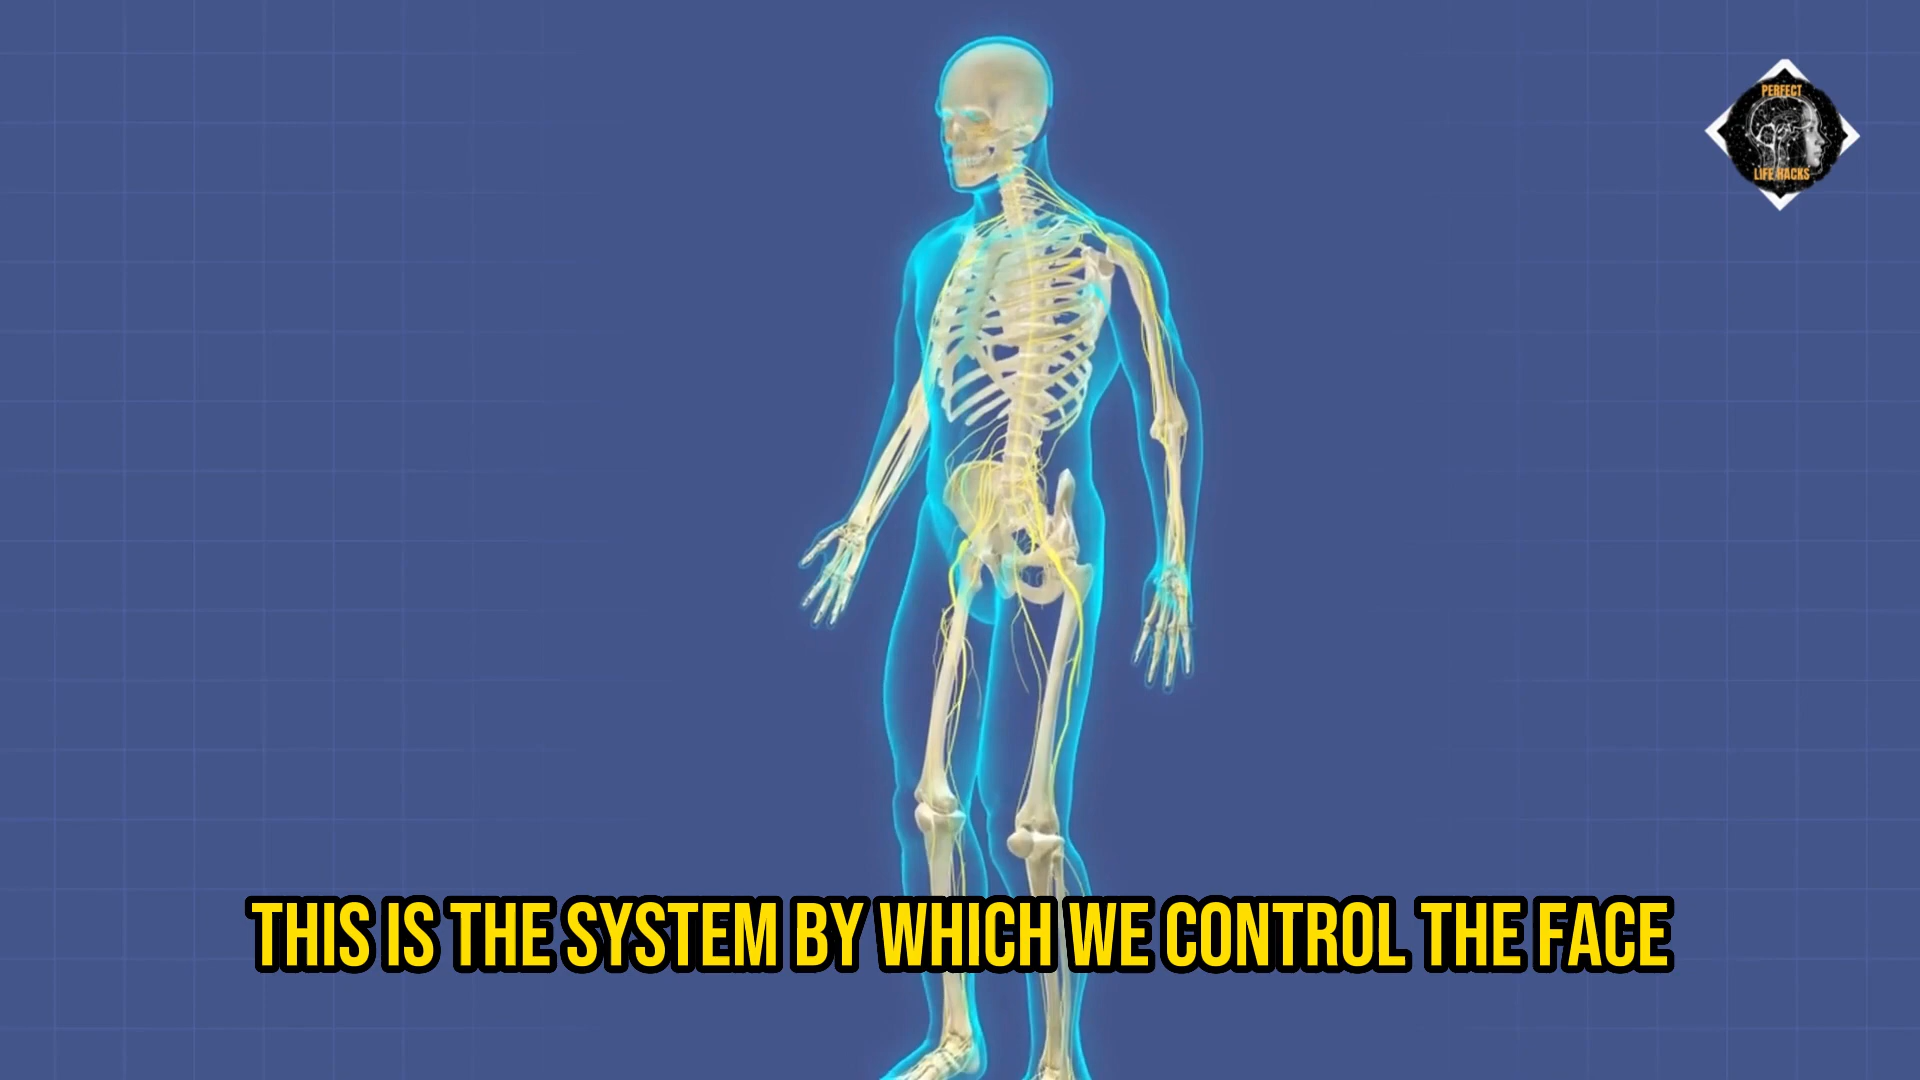 PERFECT
LIFE HACKS
THIS IS THE SYSTEM BY WHICH WE CONTROL THE FACE